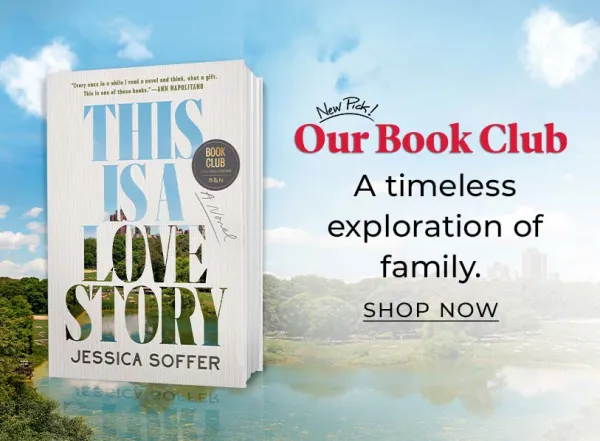 "Every once in a while I read a novel and think, what a gift.
This is one of those books."—ANN NAPOLITANO
THIS
IS A
LOVE
STORY
BOOK
CLUB
B&N
A Novel
JESSICA SOFFER
New Pick!
Our Book Club
A timeless
exploration of
family.
SHOP NOW